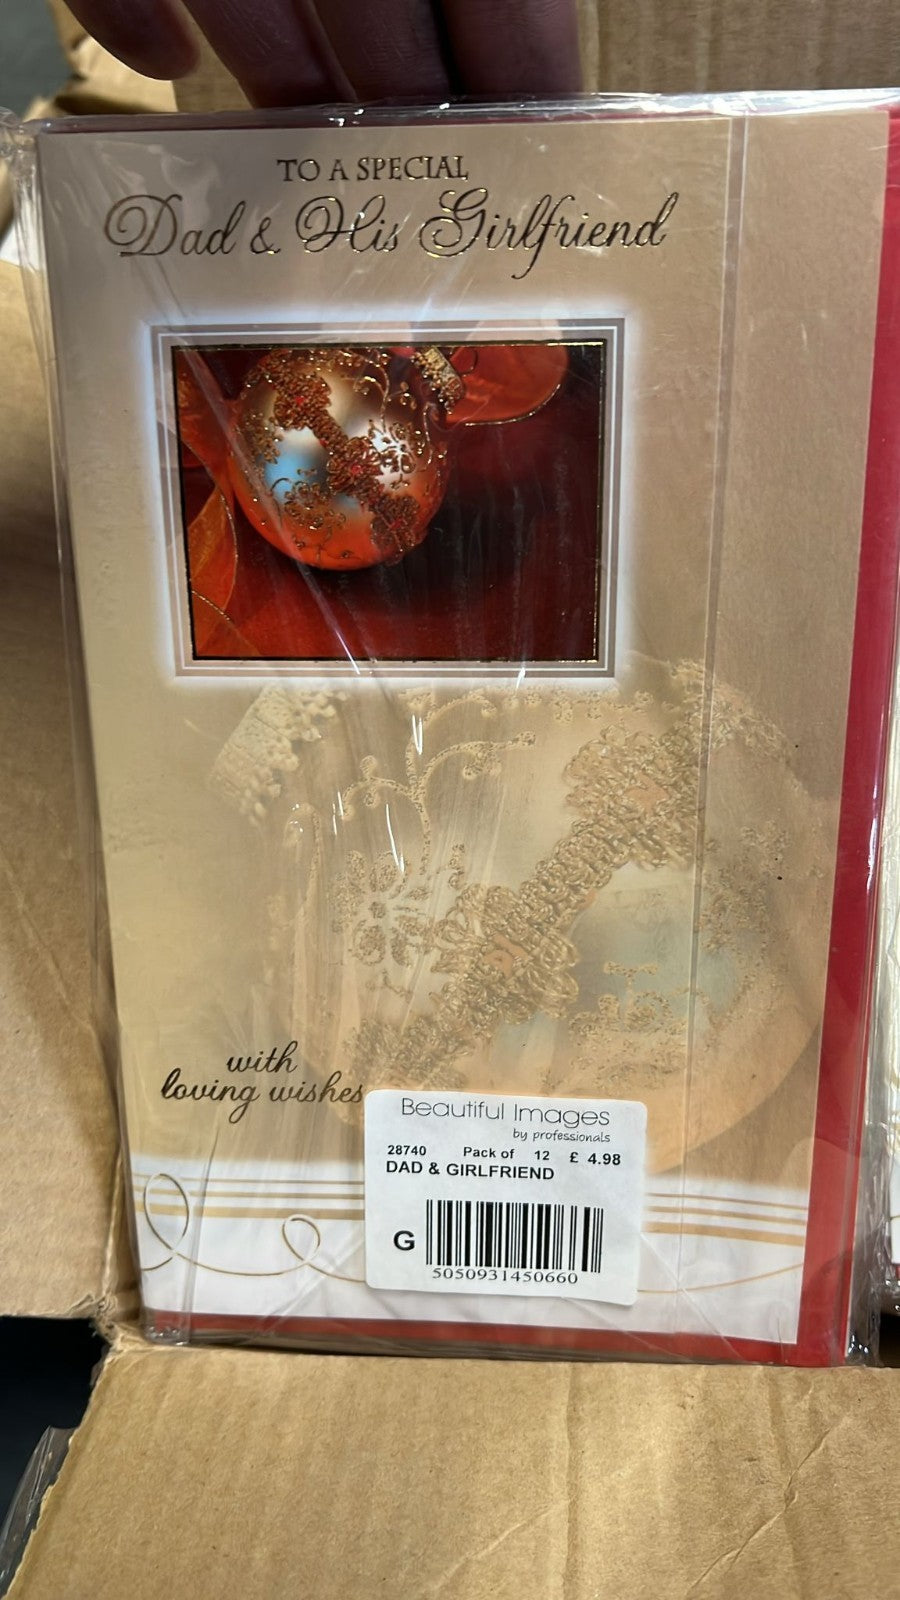 TO A SPECIAL
Dad & His Girlfriend
with
loving wishes
Beautiful Images
by professionals
28740 Pack of 12 £ 4.98
DAD & GIRLFRIEND
G
5050931450660